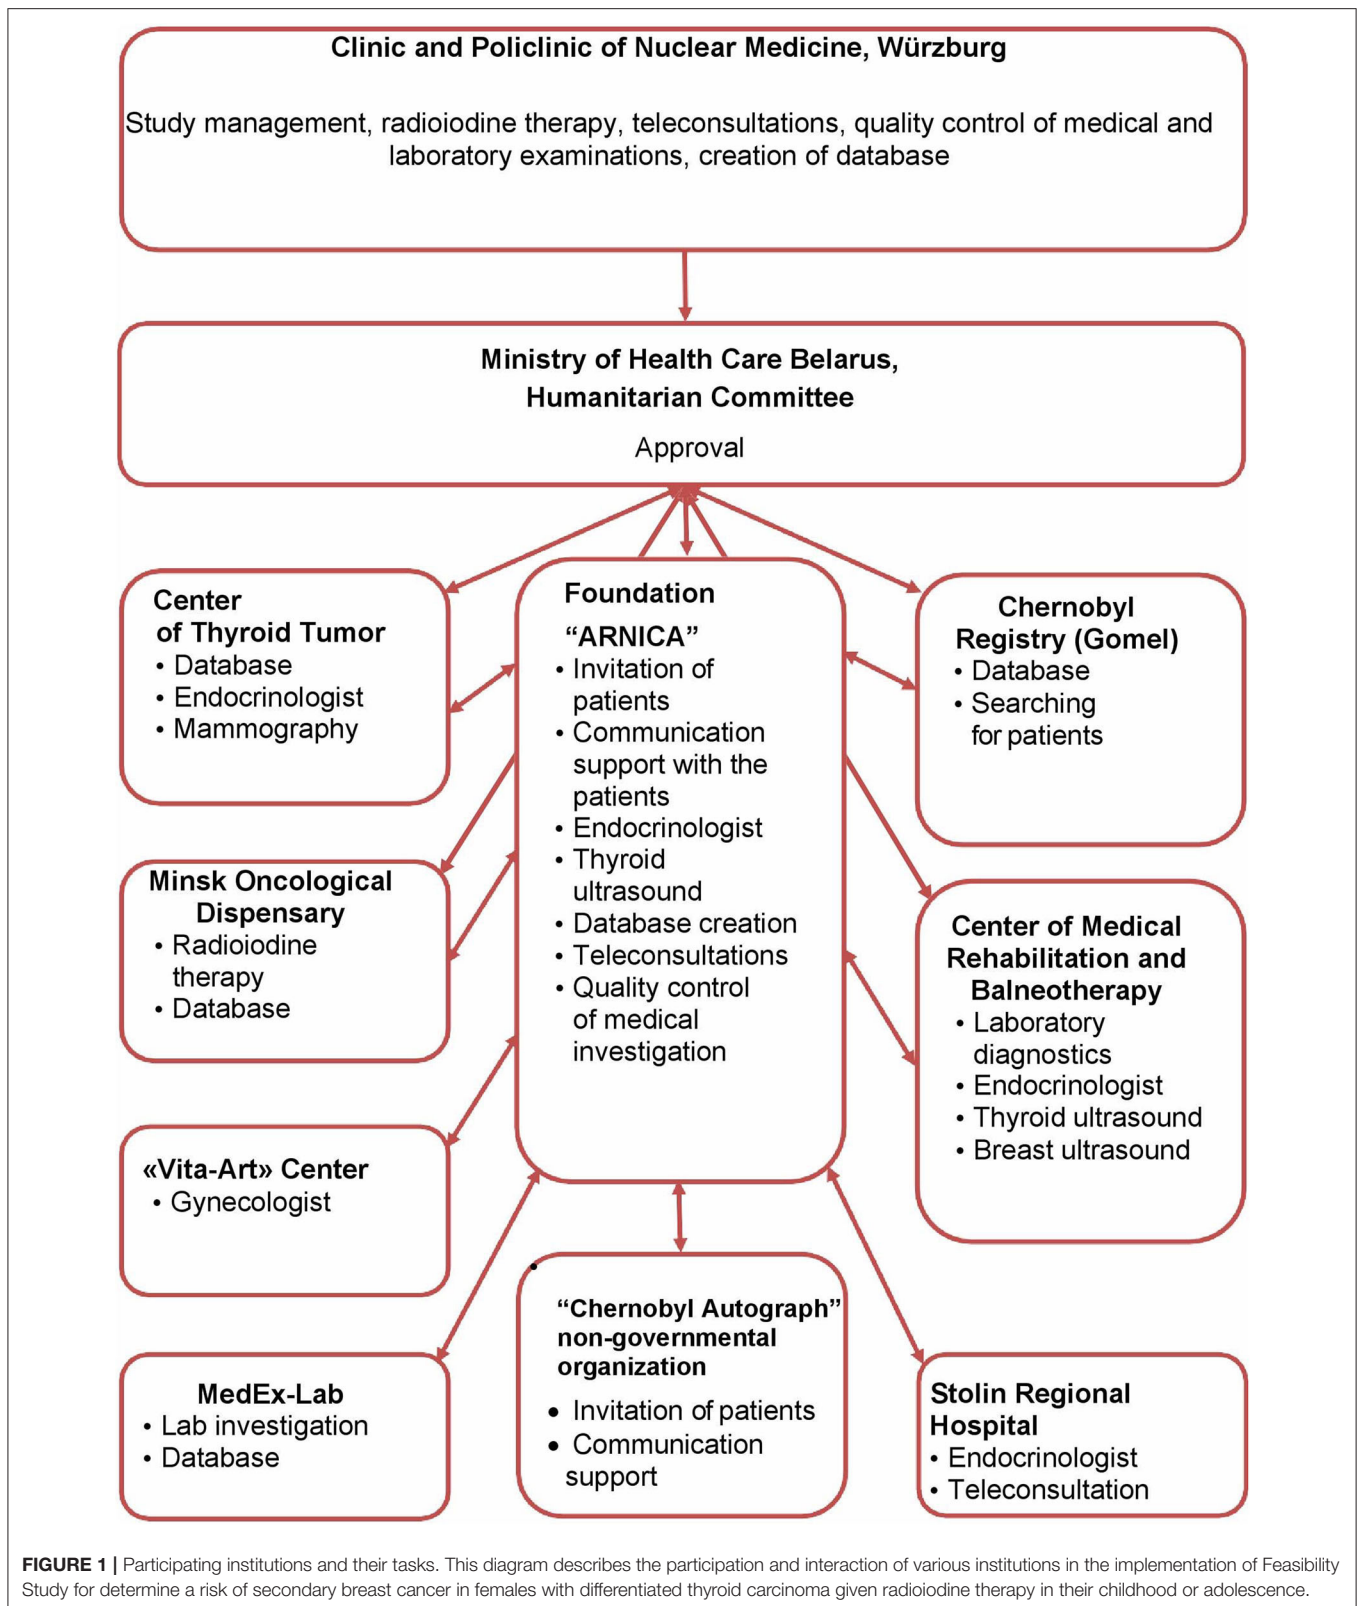 Clinic and Policlinic of Nuclear Medicine, Würzburg
Study management, radioiodine therapy, teleconsultations, quality control of medical and
laboratory examinations, creation of database
Ministry of Health Care Belarus,
Humanitarian Committee
Approval
Center
of Thyroid Tumor
• Database
• Endocrinologist
• Mammography
Foundation
“ARNICA”
• Invitation of
patients
• Communication
support with the
patients
• Endocrinologist
• Thyroid
ultrasound
• Database creation
• Teleconsultations
• Quality control
of medical
investigation
Chernobyl
Registry (Gomel)
• Database
• Searching
for patients
Minsk Oncological
Dispensary
• Radioiodine
therapy
• Database
Center of Medical
Rehabilitation and
Balneotherapy
• Laboratory
diagnostics
• Endocrinologist
• Thyroid ultrasound
• Breast ultrasound
«Vita-Art» Center
• Gynecologist
MedEx-Lab
• Lab investigation
• Database
“Chernobyl Autograph”
non-governmental
organization
• Invitation of patients
• Communication
support
Stolin Regional
Hospital
• Endocrinologist
• Teleconsultation
FIGURE 1 | Participating institutions and their tasks. This diagram describes the participation and interaction of various institutions in the implementation of Feasibility
Study for determine a risk of secondary breast cancer in females with differentiated thyroid carcinoma given radioiodine therapy in their childhood or adolescence.